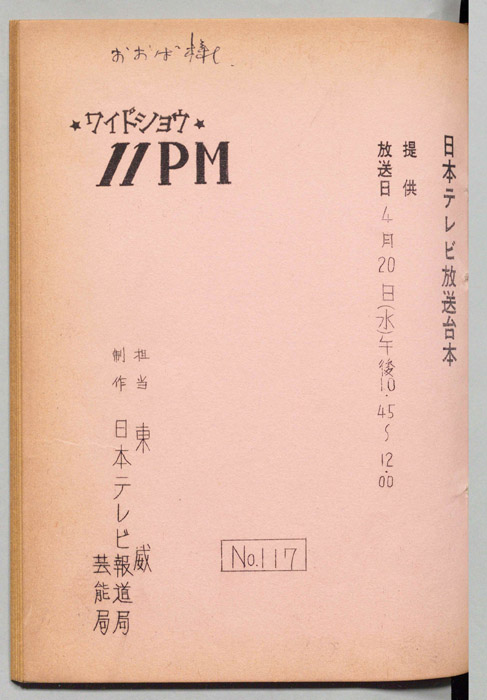 おおば様
★ワイドショウ★
11PM
日本テレビ放送台本
提供
放送日 4月20日(水)午後10.45～12.00
No.117
担当 東 威
制作 日本テレビ報道局
芸能局